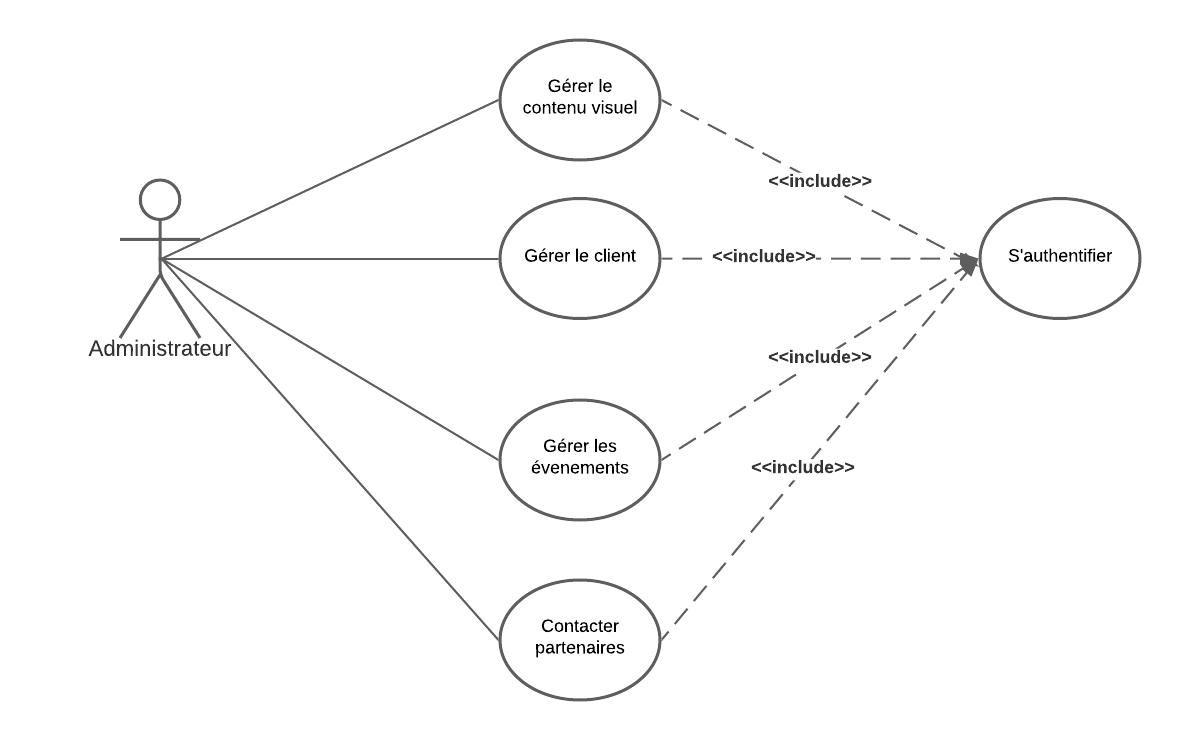 Gérer le
contenu visuel
<<include>>
Administrateur
Gérer le client
<<include>>
S'authentifier
<<include>>
Gérer les
évenements
<<include>>
Contacter
partenaires